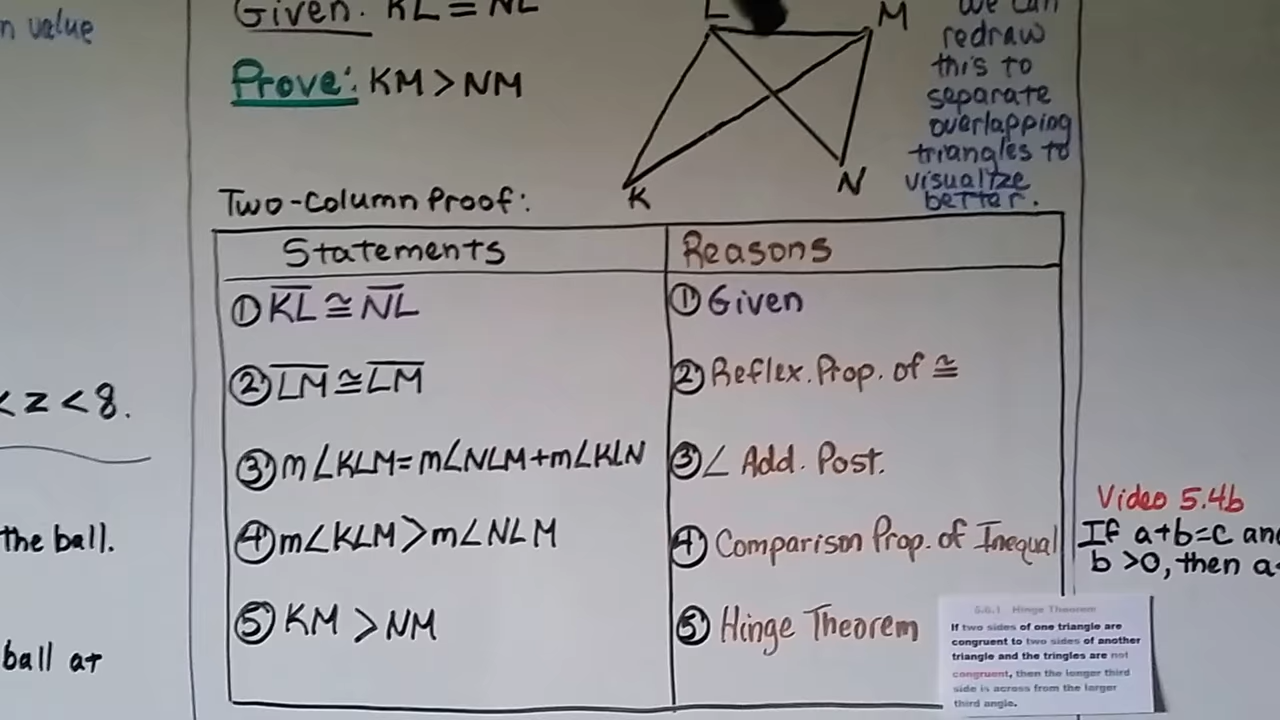 n value
Given: KL = NL
Prove: KM > NM
L
M
K
N
We can
redraw
this to
separate
overlapping
triangles to
visualize
better.
Two-Column Proof:
Statements
Reasons
① KL ≅ NL
① Given
② LM ≅ LM
② Reflex. Prop. of ≅
③ m∠KLM = m∠NLM + m∠KLN
③ ∠ Add. Post.
④ m∠KLM > m∠NLM
④ Comparison Prop. of Inequal
⑤ KM > NM
⑤ Hinge Theorem
< z < 8.
the ball.
ball at
Video 5.4b
If a+b=c an
b >0, then a
5.6.1 Hinge Theorem
If two sides of one triangle are
congruent to two sides of another
triangle and the tringles are not
congruent, then the longer third
side is across from the larger
third angle.